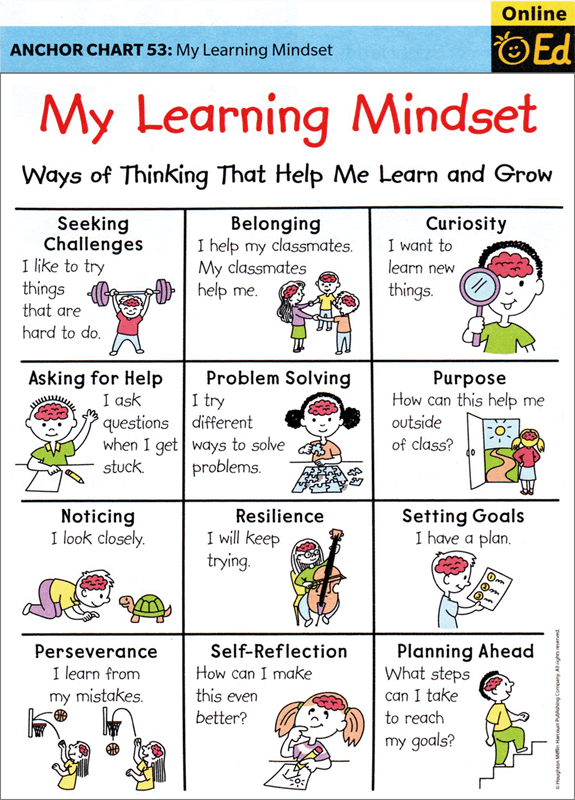 Online
Ed
ANCHOR CHART 53: My Learning Mindset
My Learning Mindset
Ways of Thinking That Help Me Learn and Grow
Seeking
Challenges
I like to try
things
that are
hard to do.
Belonging
I help my classmates.
My classmates
help me.
Curiosity
I want to
learn new
things.
Asking for Help
I ask
questions
when I get
stuck.
Problem Solving
I try
different
ways to solve
problems.
Purpose
How can this help me
outside
of class?
Noticing
I look closely.
Resilience
I will keep
trying.
Setting Goals
I have a plan.
1
2
3
Perseverance
I learn from
my mistakes.
Self-Reflection
How can I make
this even
better?
Planning Ahead
What steps
can I take
to reach
my goals?
© Houghton Mifflin Harcourt Publishing Company. All rights reserved.